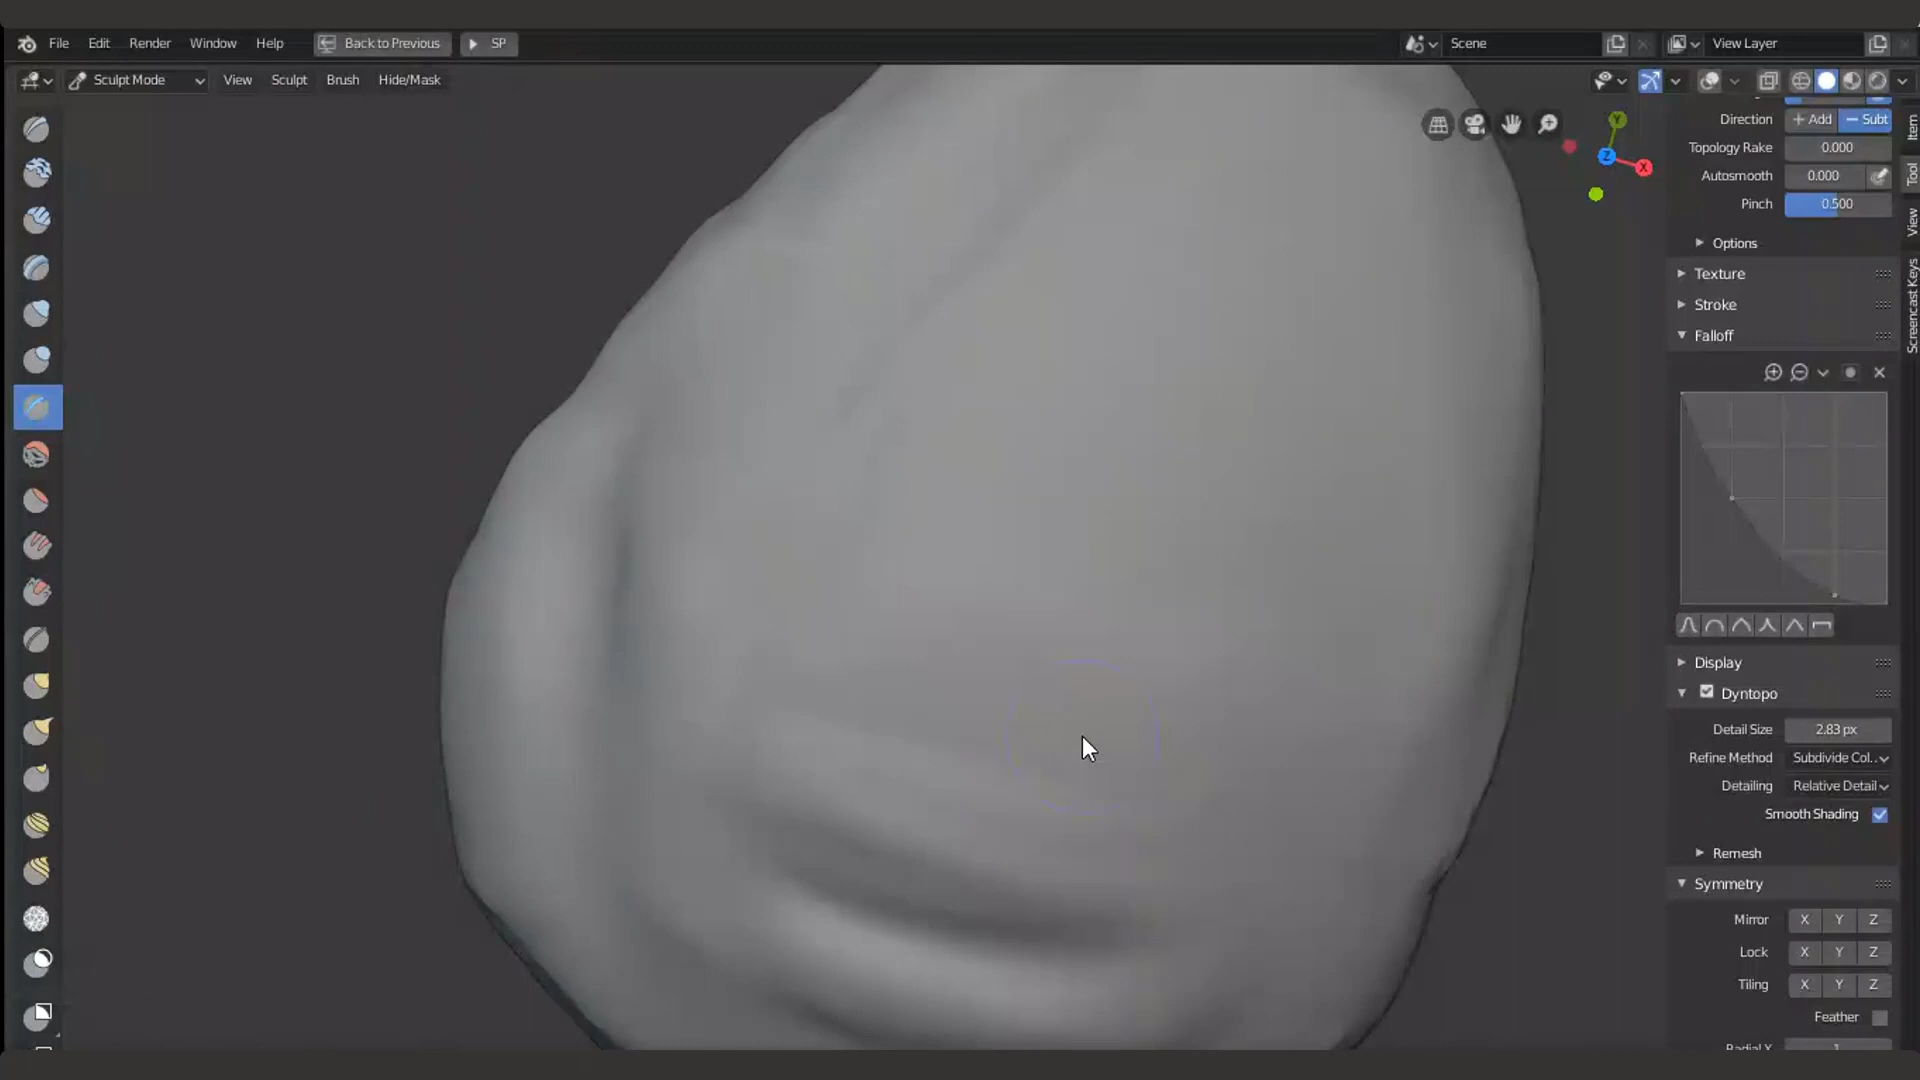 File Edit Render Window Help Back to Previous SP Scene View Layer
Sculpt Mode View Sculpt Brush Hide/Mask
Direction + Add − Subt
Topology Rake 0.000
Autosmooth 0.000
Pinch 0.500
Options
Texture
Stroke
Falloff
Display
Dyntopo
Detail Size 2.83 px
Refine Method Subdivide Col..
Detailing Relative Detail
Smooth Shading
Remesh
Symmetry
Mirror X Y Z
Lock X Y Z
Tiling X Y Z
Feather
Radial X 1
Item
Tool
View
Screencast Keys
Y
Z
X